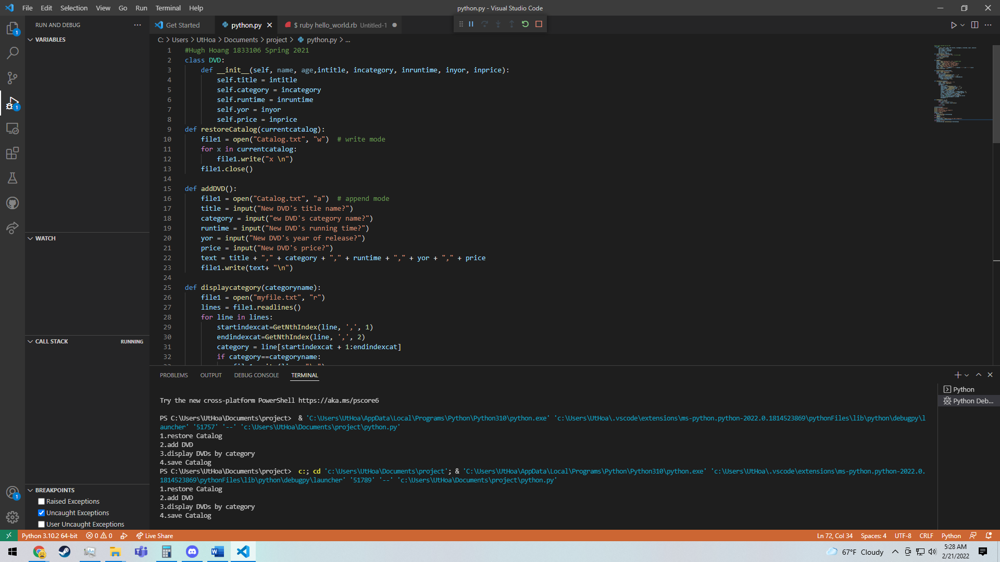 File Edit Selection View Go Run Terminal Help
python.py - Visual Studio Code
RUN AND DEBUG
Get Started
python.py
$ ruby hello_world.rb Untitled-1
VARIABLES
C: > Users > UtHoa > Documents > project > python.py > ...
1 #Hugh Hoang 1833106 Spring 2021
2 class DVD:
3 def __init__(self, name, age,intitle, incategory, inruntime, inyor, inprice):
4 self.title = intitle
5 self.category = incategory
6 self.runtime = inruntime
7 self.yor = inyor
8 self.price = inprice
9 def restoreCatalog(currentcatalog):
10 file1 = open("Catalog.txt", "w") # write mode
11 for x in currentcatalog:
12 file1.write("x \n")
13 file1.close()
14
15 def addDVD():
16 file1 = open("Catalog.txt", "a") # append mode
17 title = input("New DVD's title name?")
18 category = input("ew DVD's category name?")
19 runtime = input("New DVD's running time?")
20 yor = input("New DVD's year of release?")
21 price = input("New DVD's price?")
22 text = title + "," + category + "," + runtime + "," + yor + "," + price
23 file1.write(text+ "\n")
24
25 def displaycategory(categoryname):
26 file1 = open("myfile.txt", "r")
27 lines = file1.readlines()
28 for line in lines:
29 startindexcat=GetNthIndex(line, ',', 1)
30 endindexcat=GetNthIndex(line, ',', 2)
31 category = line[startindexcat + 1:endindexcat]
32 if category==categoryname:
WATCH
CALL STACK RUNNING
BREAKPOINTS
Raised Exceptions
Uncaught Exceptions
User Uncaught Exceptions
PROBLEMS OUTPUT DEBUG CONSOLE TERMINAL
Python
Python Deb...
Try the new cross-platform PowerShell https://aka.ms/pscore6
PS C:\Users\UtHoa\Documents\project> & 'C:\Users\UtHoa\AppData\Local\Programs\Python\Python310\python.exe' 'c:\Users\UtHoa\.vscode\extensions\ms-python.python-2022.0.1814523869\pythonFiles\lib\python\debugpy\l
auncher' '51757' '--' 'c:\Users\UtHoa\Documents\project\python.py'
1.restore Catalog
2.add DVD
3.display DVDs by category
4.save Catalog
PS C:\Users\UtHoa\Documents\project> c:; cd 'c:\Users\UtHoa\Documents\project'; & 'C:\Users\UtHoa\AppData\Local\Programs\Python\Python310\python.exe' 'c:\Users\UtHoa\.vscode\extensions\ms-python.python-2022.0.
1814523869\pythonFiles\lib\python\debugpy\launcher' '51789' '--' 'c:\Users\UtHoa\Documents\project\python.py'
1.restore Catalog
2.add DVD
3.display DVDs by category
4.save Catalog
Python 3.10.2 64-bit 0 0 Live Share
Ln 72, Col 34 Spaces: 4 UTF-8 CRLF Python
67°F Cloudy
5:28 AM
2/21/2022